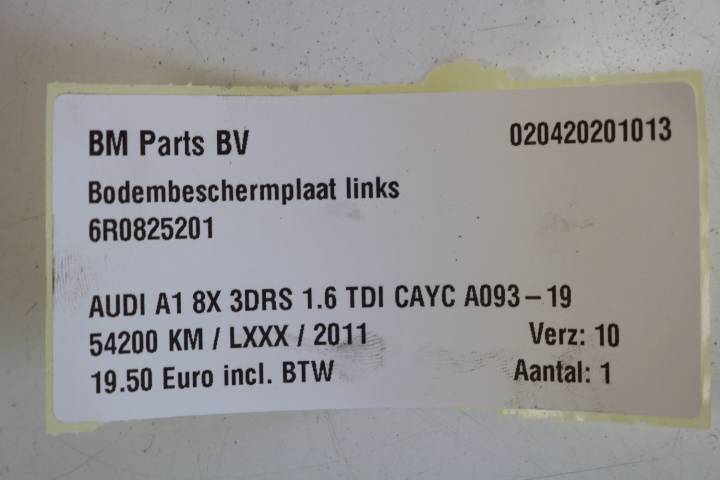 BM Parts BV 020420201013
Bodembeschermplaat links
6R0825201
AUDI A1 8X 3DRS 1.6 TDI CAYC A093-19
54200 KM / LXXX / 2011 Verz: 10
19.50 Euro incl. BTW Aantal: 1